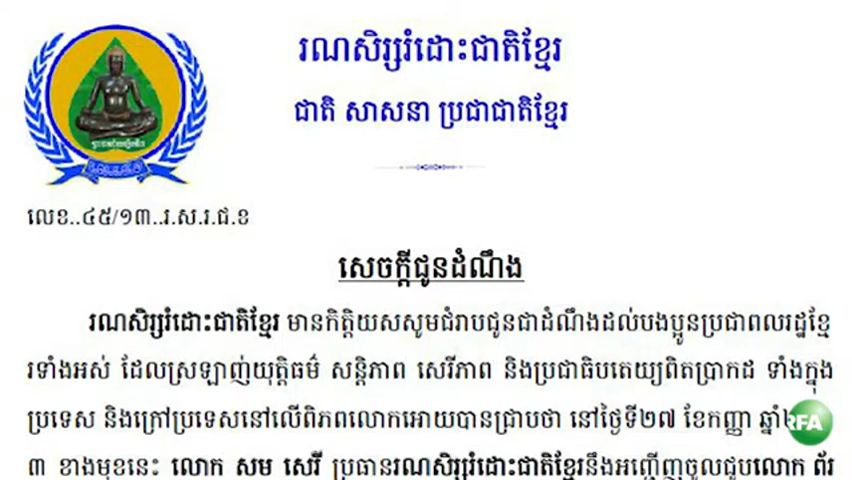 រណសិរ្សរំដោះជាតិខ្មែរ
ជាតិ សាសនា ប្រជាជាតិខ្មែរ
លេខ..៤៥/១៣..រ.ស.រ.ជ.ខ
សេចក្តីជូនដំណឹង
រណសិរ្សរំដោះជាតិខ្មែរ មានកិត្តិយសសូមជំរាបជូនជាដំណឹងដល់បងប្អូនប្រជាពលរដ្ឋខ្មែ
រទាំងអស់ ដែលស្រឡាញ់យុត្តិធម៌ សន្តិភាព សេរីភាព និងប្រជាធិបតេយ្យពិតប្រាកដ ទាំងក្នុង
ប្រទេស និងក្រៅប្រទេសនៅលើពិភពលោកអោយបានជ្រាបថា នៅថ្ងៃទី២៧ ខែកញ្ញា ឆ្នាំ
RFA
៣ ខាងមុខនេះ លោក សម សេរី ប្រធានរណសិរ្សរំដោះជាតិខ្មែរនឹងអញ្ជើញចូលជួបលោក ព័រ